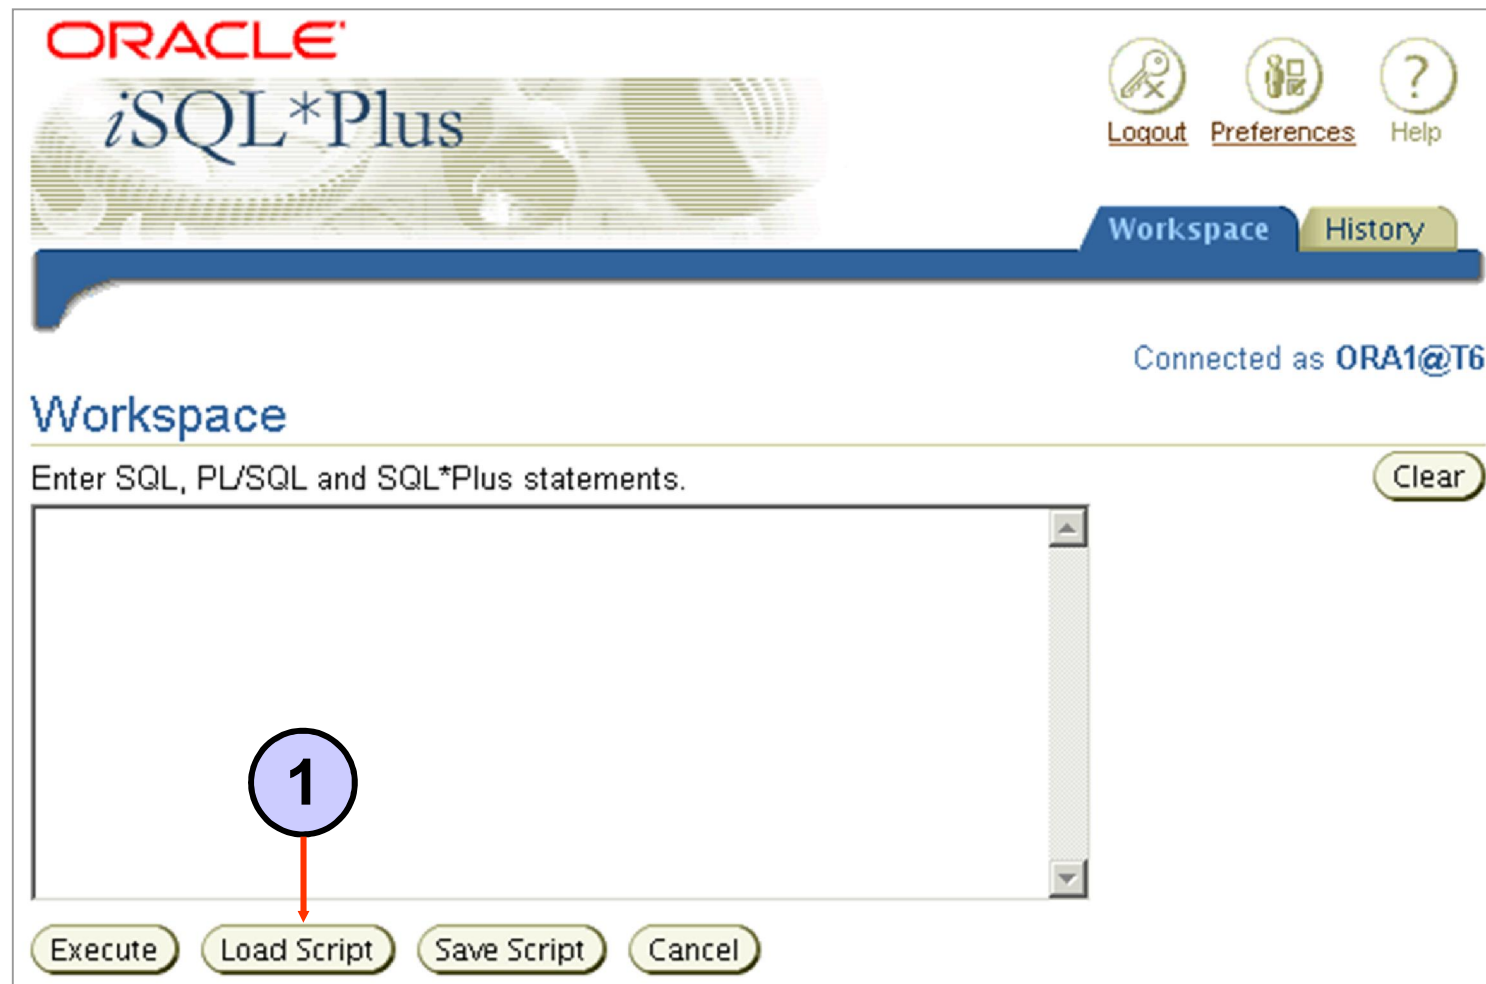 ORACLE
iSQL*Plus
Logout Preferences Help
Workspace History
Connected as ORA1@T6
Workspace
Enter SQL, PL/SQL and SQL*Plus statements.
Clear
1
Execute Load Script Save Script Cancel